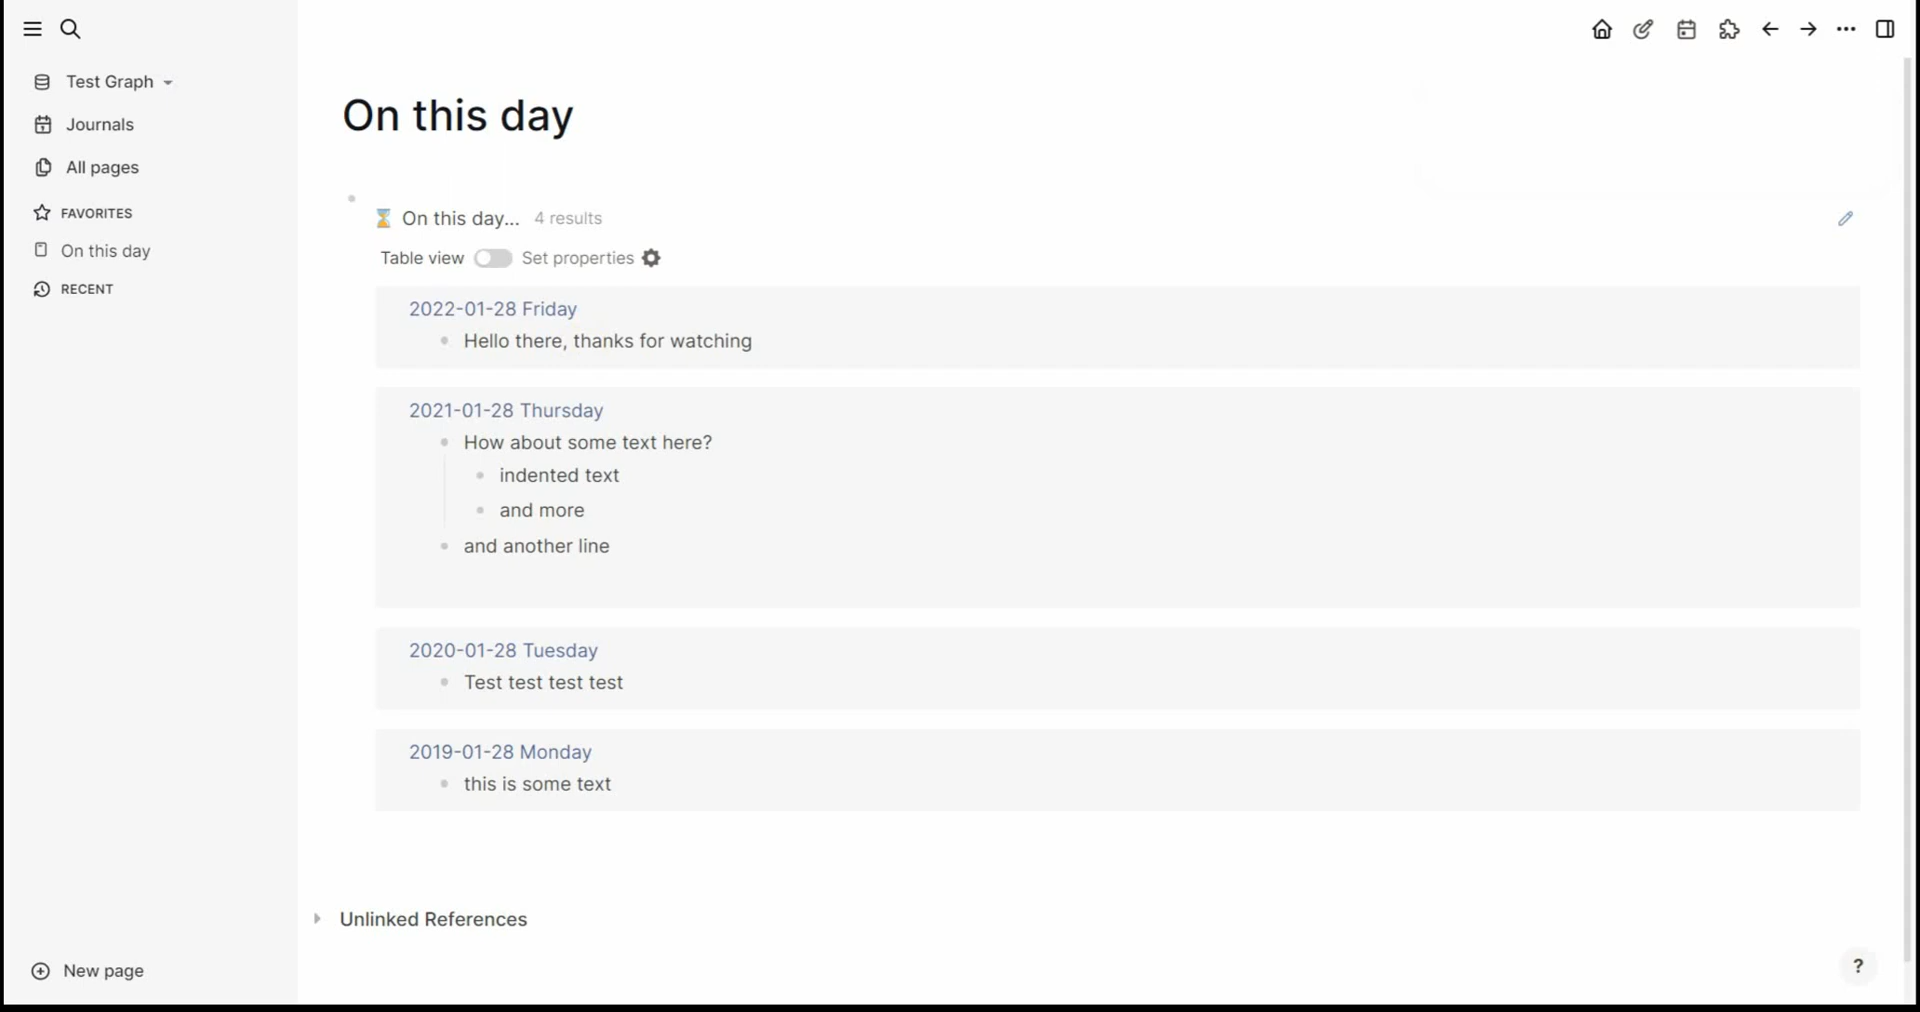 Test Graph
Journals
All pages
FAVORITES
On this day
RECENT
New page
On this day
On this day... 4 results
Table view Set properties
2022-01-28 Friday
Hello there, thanks for watching
2021-01-28 Thursday
How about some text here?
indented text
and more
and another line
2020-01-28 Tuesday
Test test test test
2019-01-28 Monday
this is some text
Unlinked References
?